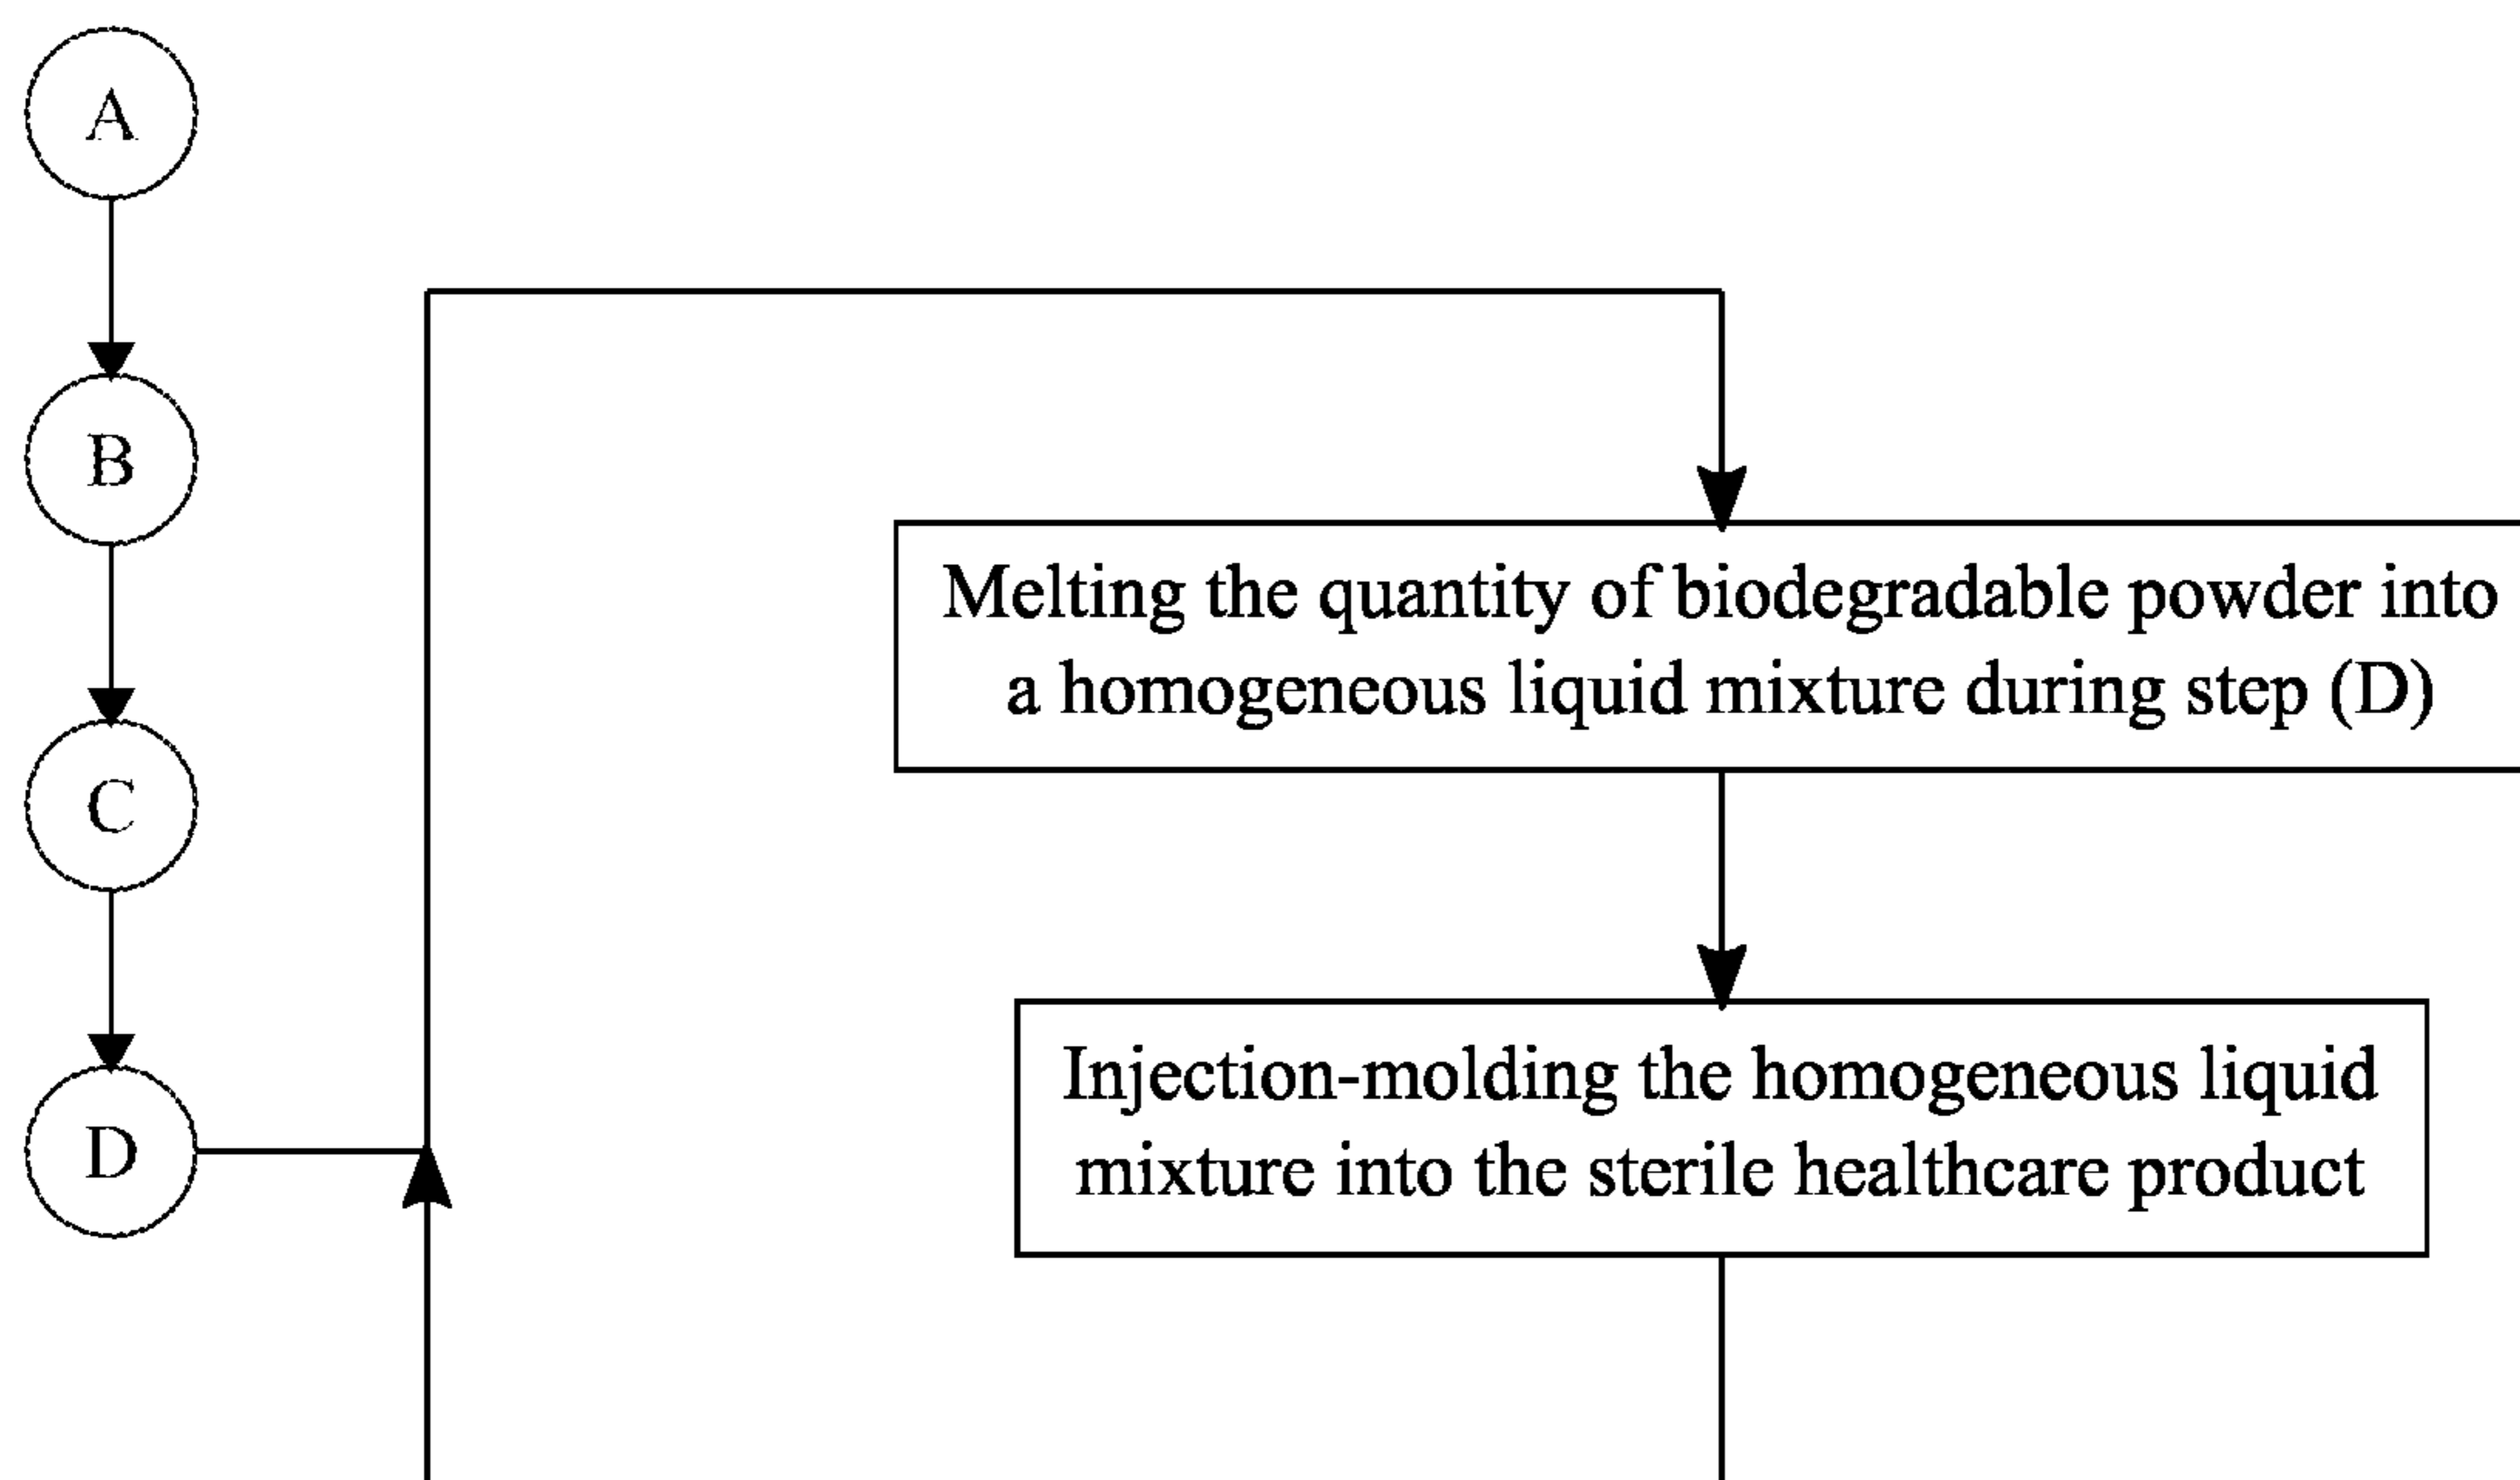 A
B
C
D
Melting the quantity of biodegradable powder into
a homogeneous liquid mixture during step (D)
Injection-molding the homogeneous liquid
mixture into the sterile healthcare product